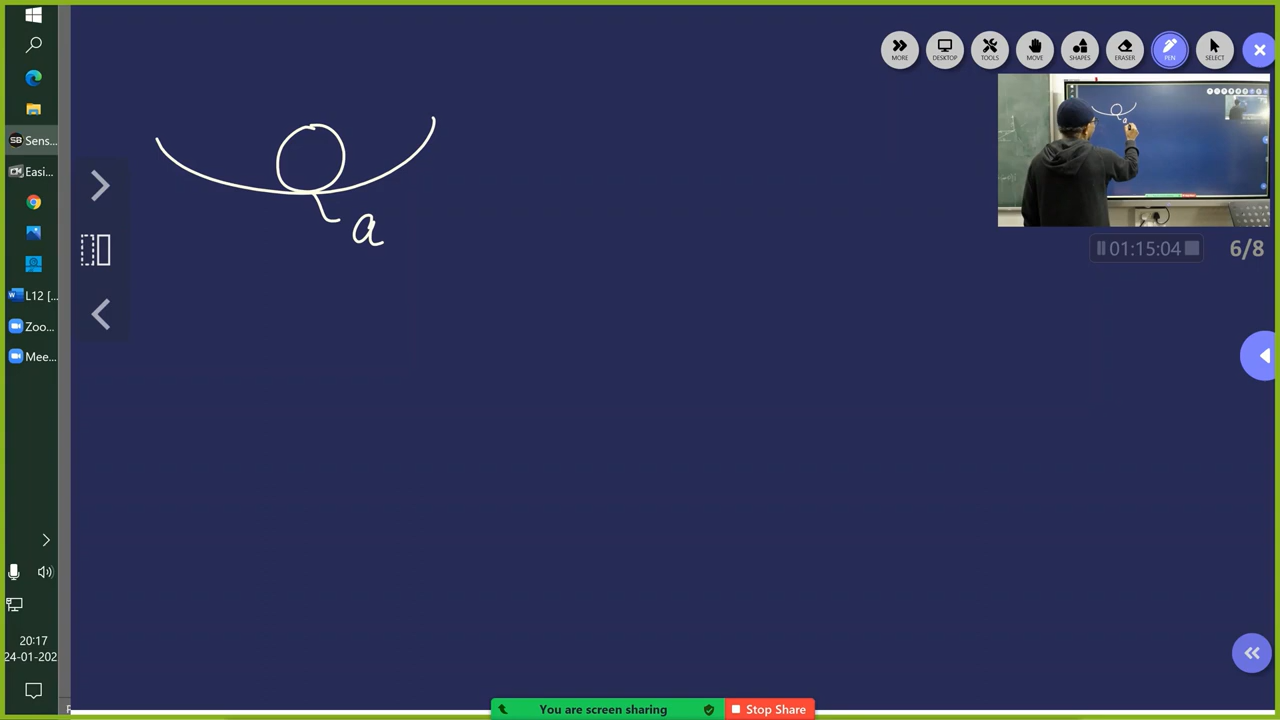 MORE
DESKTOP
TOOLS
MOVE
SHAPES
ERASER
PEN
SELECT
Sens...
Easi...
L12 [...
Zoo...
Mee...
a
01:15:04
6/8
20:17
24-01-202
You are screen sharing
Stop Share